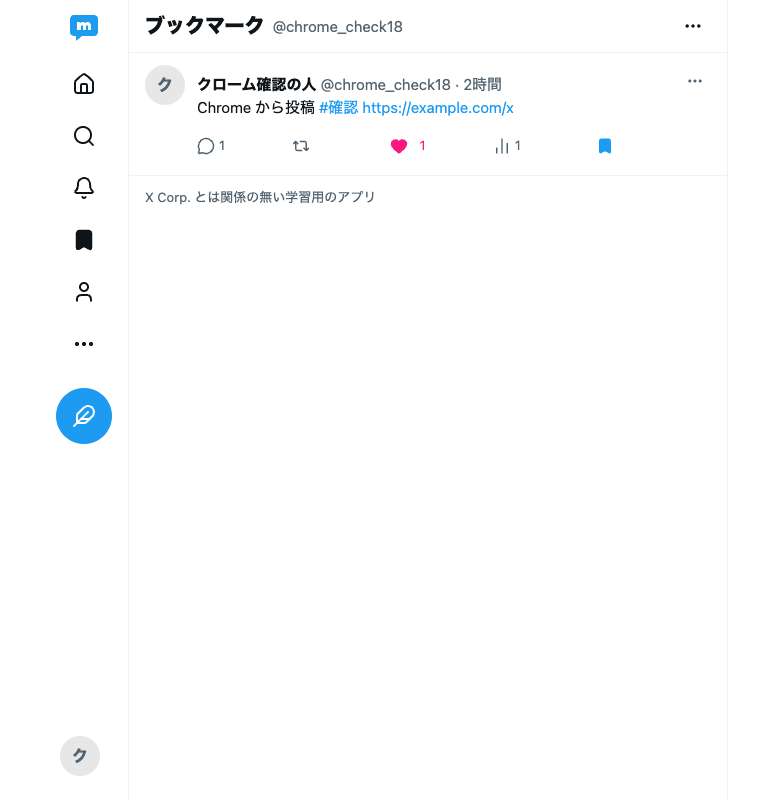 m
ブックマーク @chrome_check18
ク クローム確認の人 @chrome_check18 · 2時間
Chrome から投稿 #確認 https://example.com/x
1 1 1
X Corp. とは関係の無い学習用のアプリ
ク